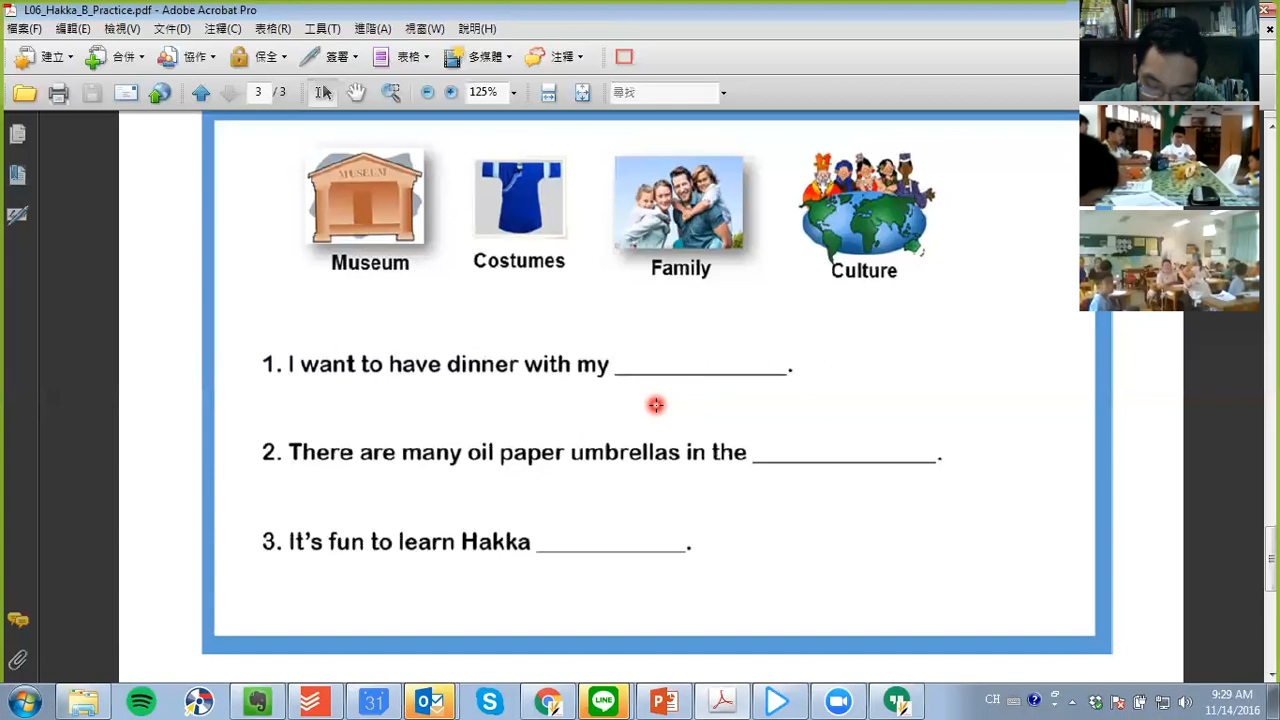 L06_Hakka_B_Practice.pdf - Adobe Acrobat Pro
檔案(F) 編輯(E) 檢視(V) 文件(D) 注釋(C) 表格(R) 工具(T) 進階(A) 視窗(W) 說明(H)
建立 合併 協作 保全 簽署 表格 多媒體 注釋
3 / 3 125% 尋找
MUSEUM
Museum Costumes Family Culture
1. I want to have dinner with my _____________.
2. There are many oil paper umbrellas in the _______________.
3. It's fun to learn Hakka ____________.
31
CH 9:29 AM
11/14/2016